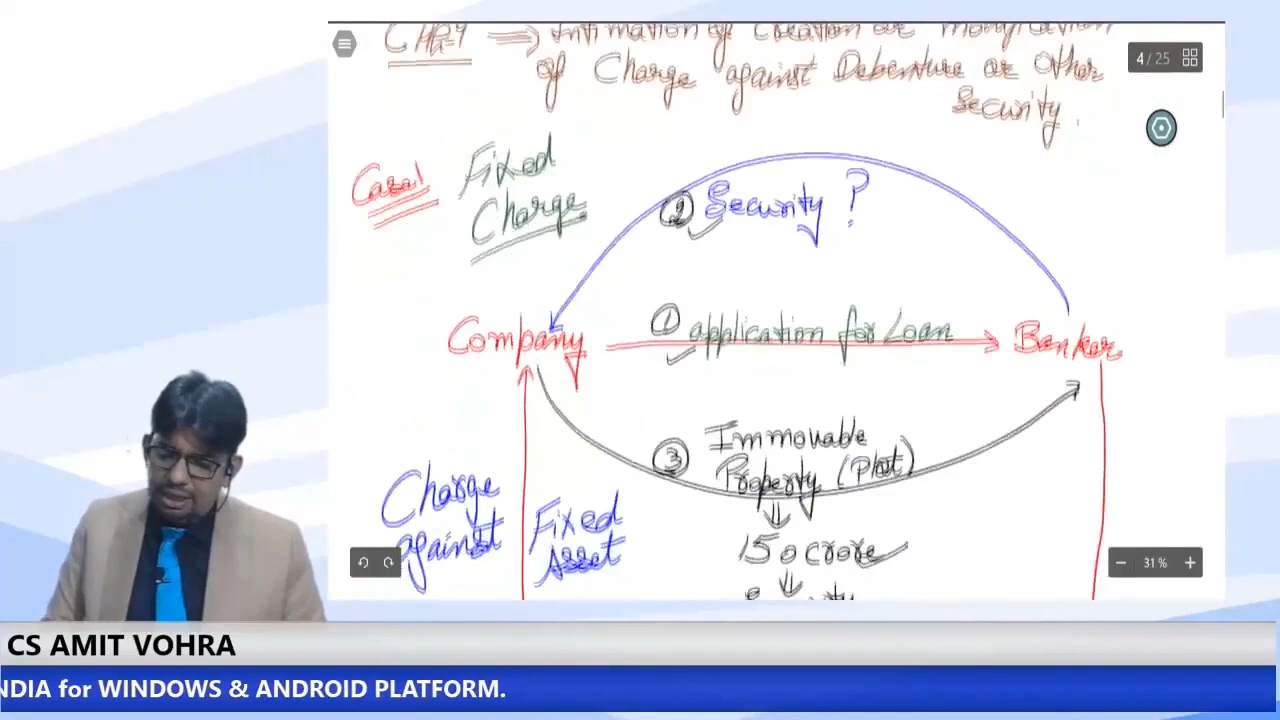 CHG-9 ⇒ Intimation of Creation or modification
of Charge against Debenture or Other
Security.
4 / 25
Case 1
Fixed
Charge
② Security ?
① application for Loan
Company
Banker
③ Immovable
Property (Plot)
150 crore
Charge
against
Fixed
Asset
31 %
CS AMIT VOHRA
NDIA for WINDOWS & ANDROID PLATFORM.